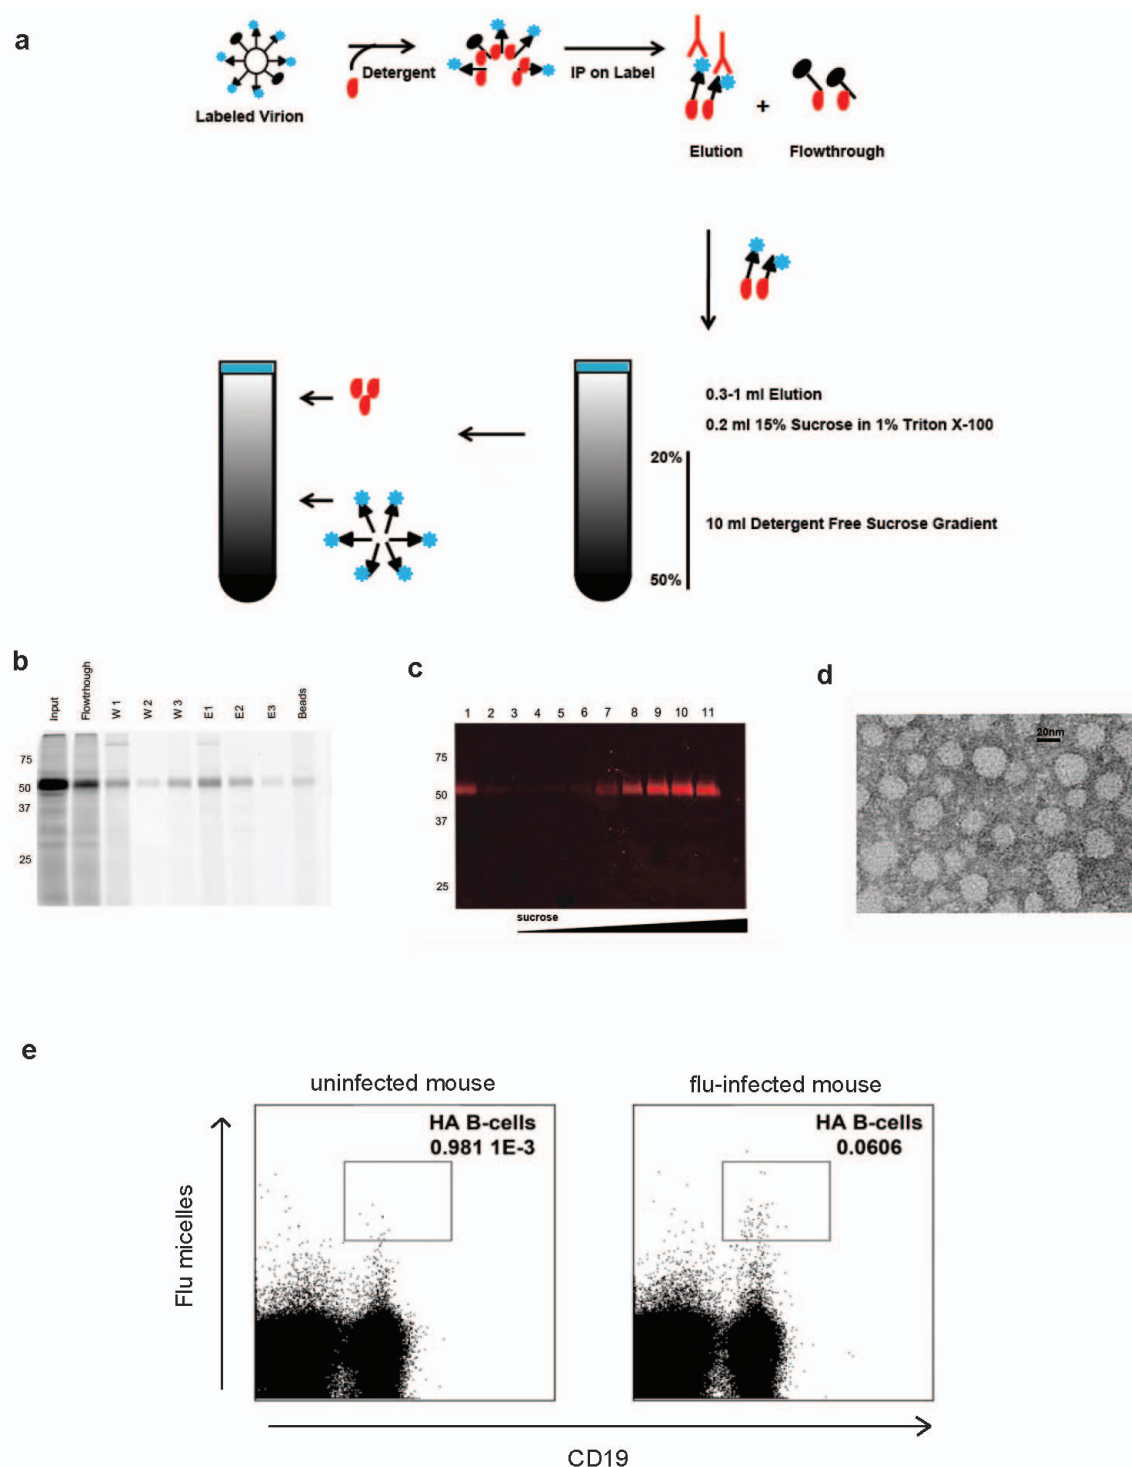 a
Labeled Virion
Detergent
IP on Label
Elution
+
Flowthrough
0.3-1 ml Elution
0.2 ml 15% Sucrose in 1% Triton X-100
20%
10 ml Detergent Free Sucrose Gradient
50%
b
Input
Flowtrhough
W 1
W 2
W 3
E1
E2
E3
Beads
75
50
37
25
c
1 2 3 4 5 6 7 8 9 10 11
75
50
37
25
sucrose
d
20nm
e
uninfected mouse
flu-infected mouse
HA B-cells
0.981 1E-3
HA B-cells
0.0606
Flu micelles
CD19